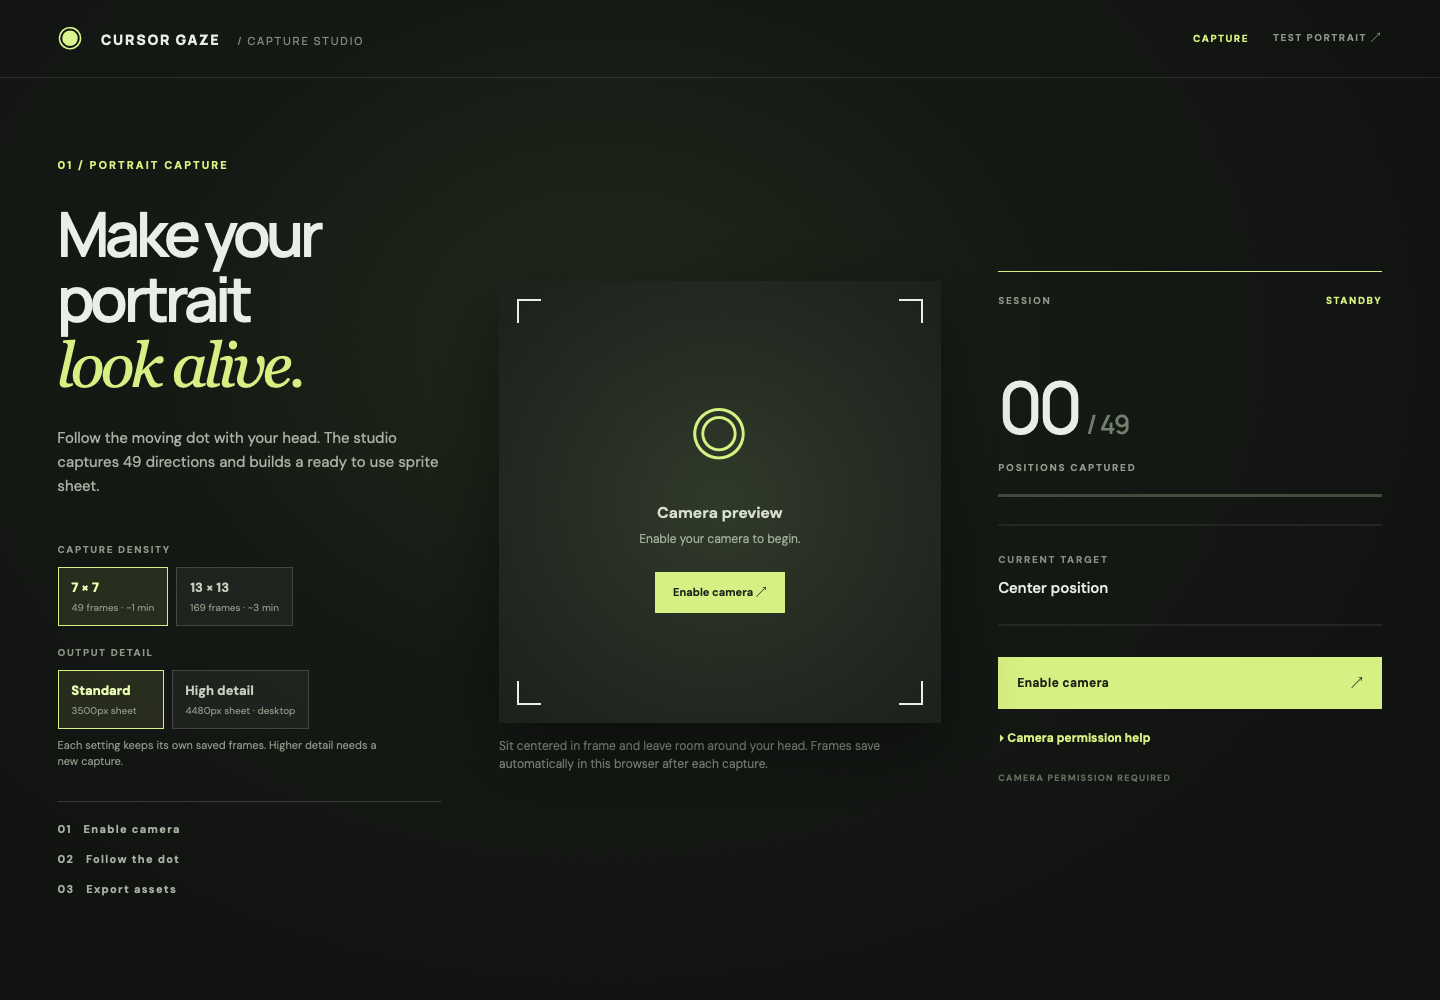 CURSOR GAZE / CAPTURE STUDIO
CAPTURE TEST PORTRAIT ↗
01 / PORTRAIT CAPTURE
Make your
portrait
look alive.
Follow the moving dot with your head. The studio
captures 49 directions and builds a ready to use sprite
sheet.
CAPTURE DENSITY
7 × 7
49 frames · ~1 min
13 × 13
169 frames · ~3 min
OUTPUT DETAIL
Standard
3500px sheet
High detail
4480px sheet · desktop
Each setting keeps its own saved frames. Higher detail needs a
new capture.
01 Enable camera
02 Follow the dot
03 Export assets
Camera preview
Enable your camera to begin.
Enable camera ↗
Sit centered in frame and leave room around your head. Frames save
automatically in this browser after each capture.
SESSION STANDBY
00 / 49
POSITIONS CAPTURED
CURRENT TARGET
Center position
Enable camera ↗
Camera permission help
CAMERA PERMISSION REQUIRED